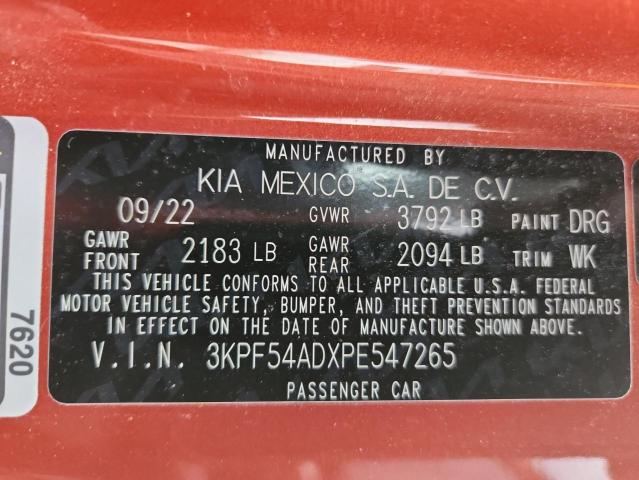 MANUFACTURED BY
KIA MEXICO S.A. DE C.V.
09/22 GVWR 3792 LB PAINT DRG
GAWR FRONT 2183 LB GAWR REAR 2094 LB TRIM WK
THIS VEHICLE CONFORMS TO ALL APPLICABLE U.S.A. FEDERAL
MOTOR VEHICLE SAFETY, BUMPER, AND THEFT PREVENTION STANDARDS
IN EFFECT ON THE DATE OF MANUFACTURE SHOWN ABOVE.
V.I.N. 3KPF54ADXPE547265
PASSENGER CAR
7620